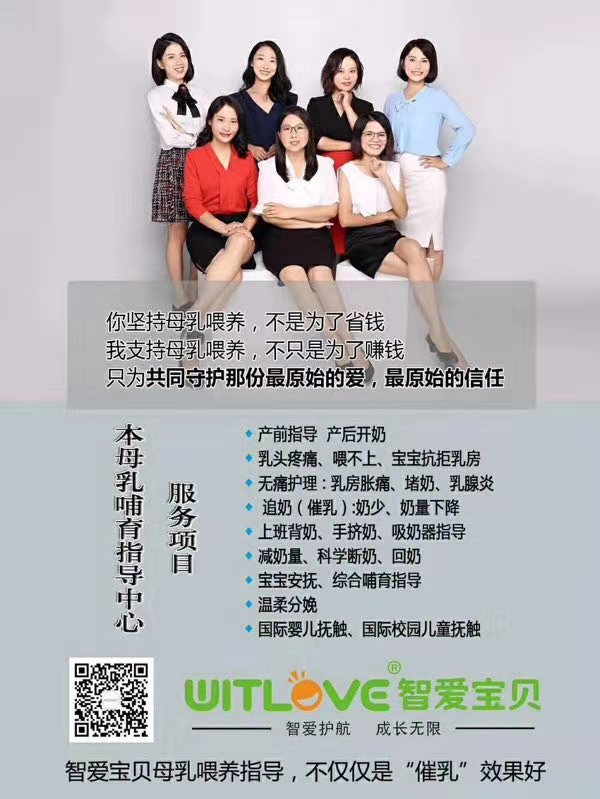 你坚持母乳喂养，不是为了省钱
我支持母乳喂养，不只是为了赚钱
只为共同守护那份最原始的爱，最原始的信任
本母乳哺育指导中心
服务项目
产前指导 产后开奶
乳头疼痛、喂不上、宝宝抗拒乳房
无痛护理：乳房胀痛、堵奶、乳腺炎
追奶（催乳）:奶少、奶量下降
上班背奶、手挤奶、吸奶器指导
减奶量、科学断奶、回奶
宝宝安抚、综合哺育指导
温柔分娩
国际婴儿抚触、国际校园儿童抚触
WITLOVE®智爱宝贝
智爱护航 成长无限
智爱宝贝母乳喂养指导，不仅仅是“催乳”效果好